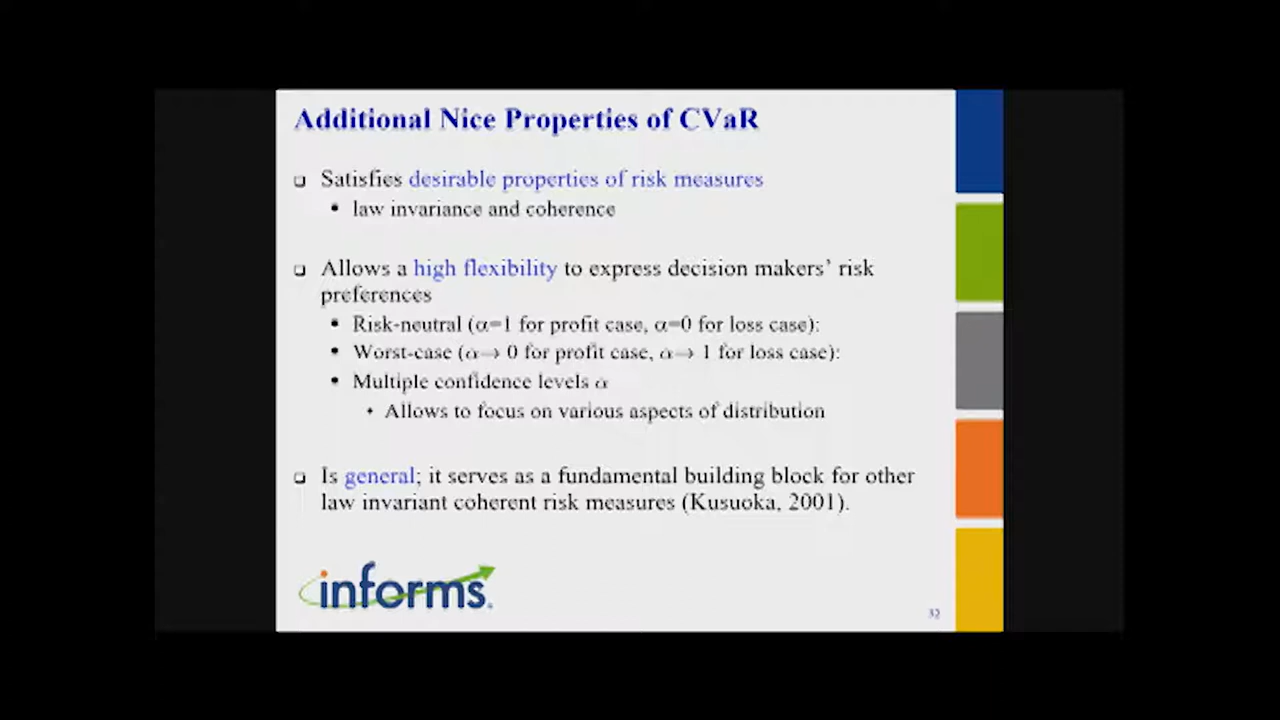 Additional Nice Properties of CVaR
❑ Satisfies desirable properties of risk measures
• law invariance and coherence
❑ Allows a high flexibility to express decision makers’ risk
preferences
• Risk-neutral (α=1 for profit case, α=0 for loss case):
• Worst-case (α→ 0 for profit case, α→ 1 for loss case):
• Multiple confidence levels α
• Allows to focus on various aspects of distribution
❑ Is general; it serves as a fundamental building block for other
law invariant coherent risk measures (Kusuoka, 2001).
informs.
32